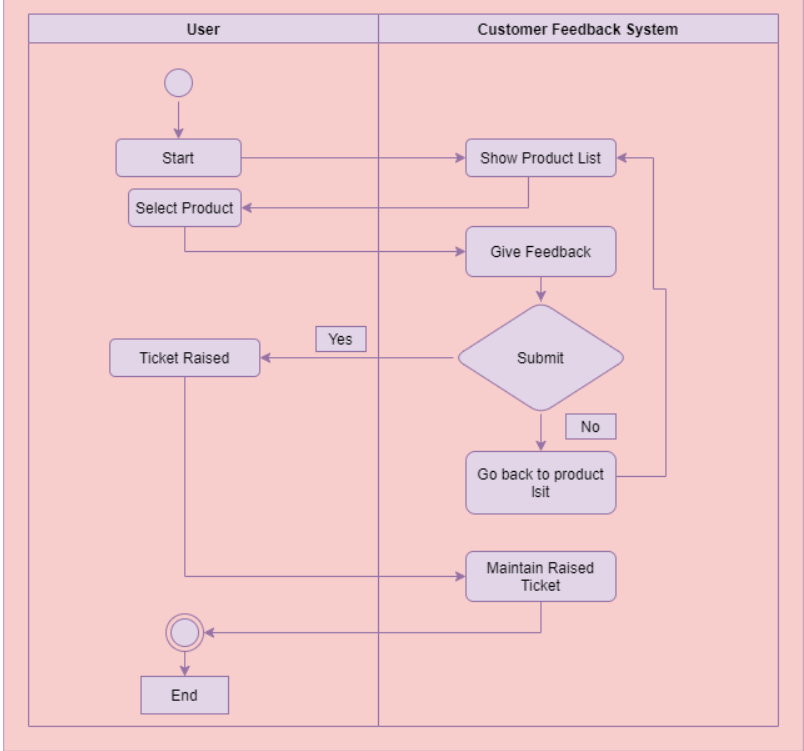 User
Customer Feedback System
Start
Show Product List
Select Product
Give Feedback
Yes
Ticket Raised
Submit
No
Go back to product
lsit
Maintain Raised
Ticket
End